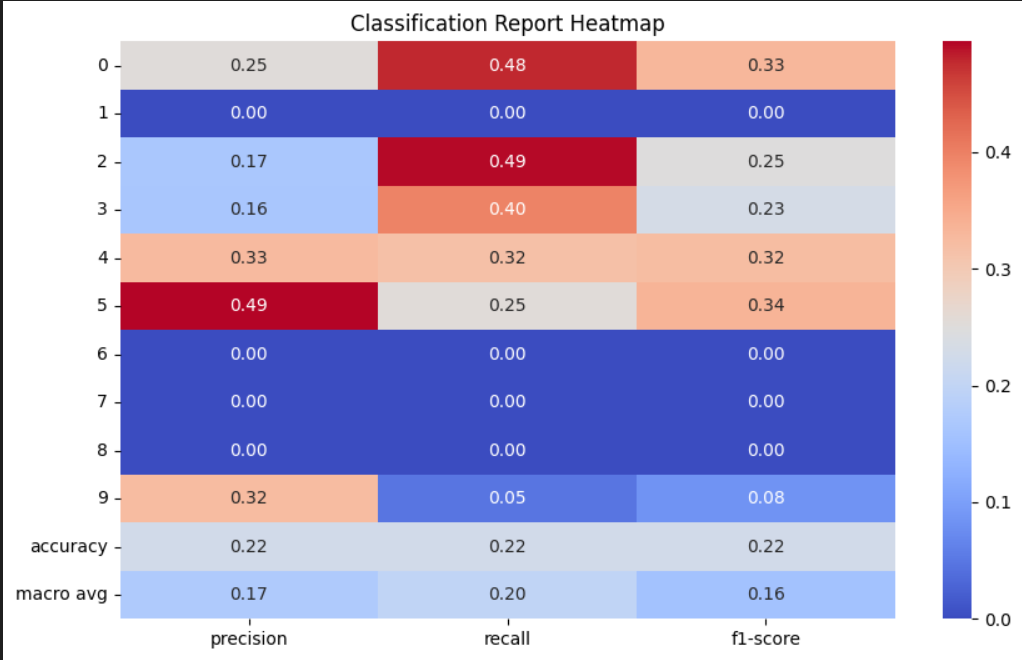 Classification Report Heatmap
0 0.25 0.48 0.33
1 0.00 0.00 0.00
2 0.17 0.49 0.25
3 0.16 0.40 0.23
4 0.33 0.32 0.32
5 0.49 0.25 0.34
6 0.00 0.00 0.00
7 0.00 0.00 0.00
8 0.00 0.00 0.00
9 0.32 0.05 0.08
accuracy 0.22 0.22 0.22
macro avg 0.17 0.20 0.16
precision recall f1-score
0.4
0.3
0.2
0.1
0.0